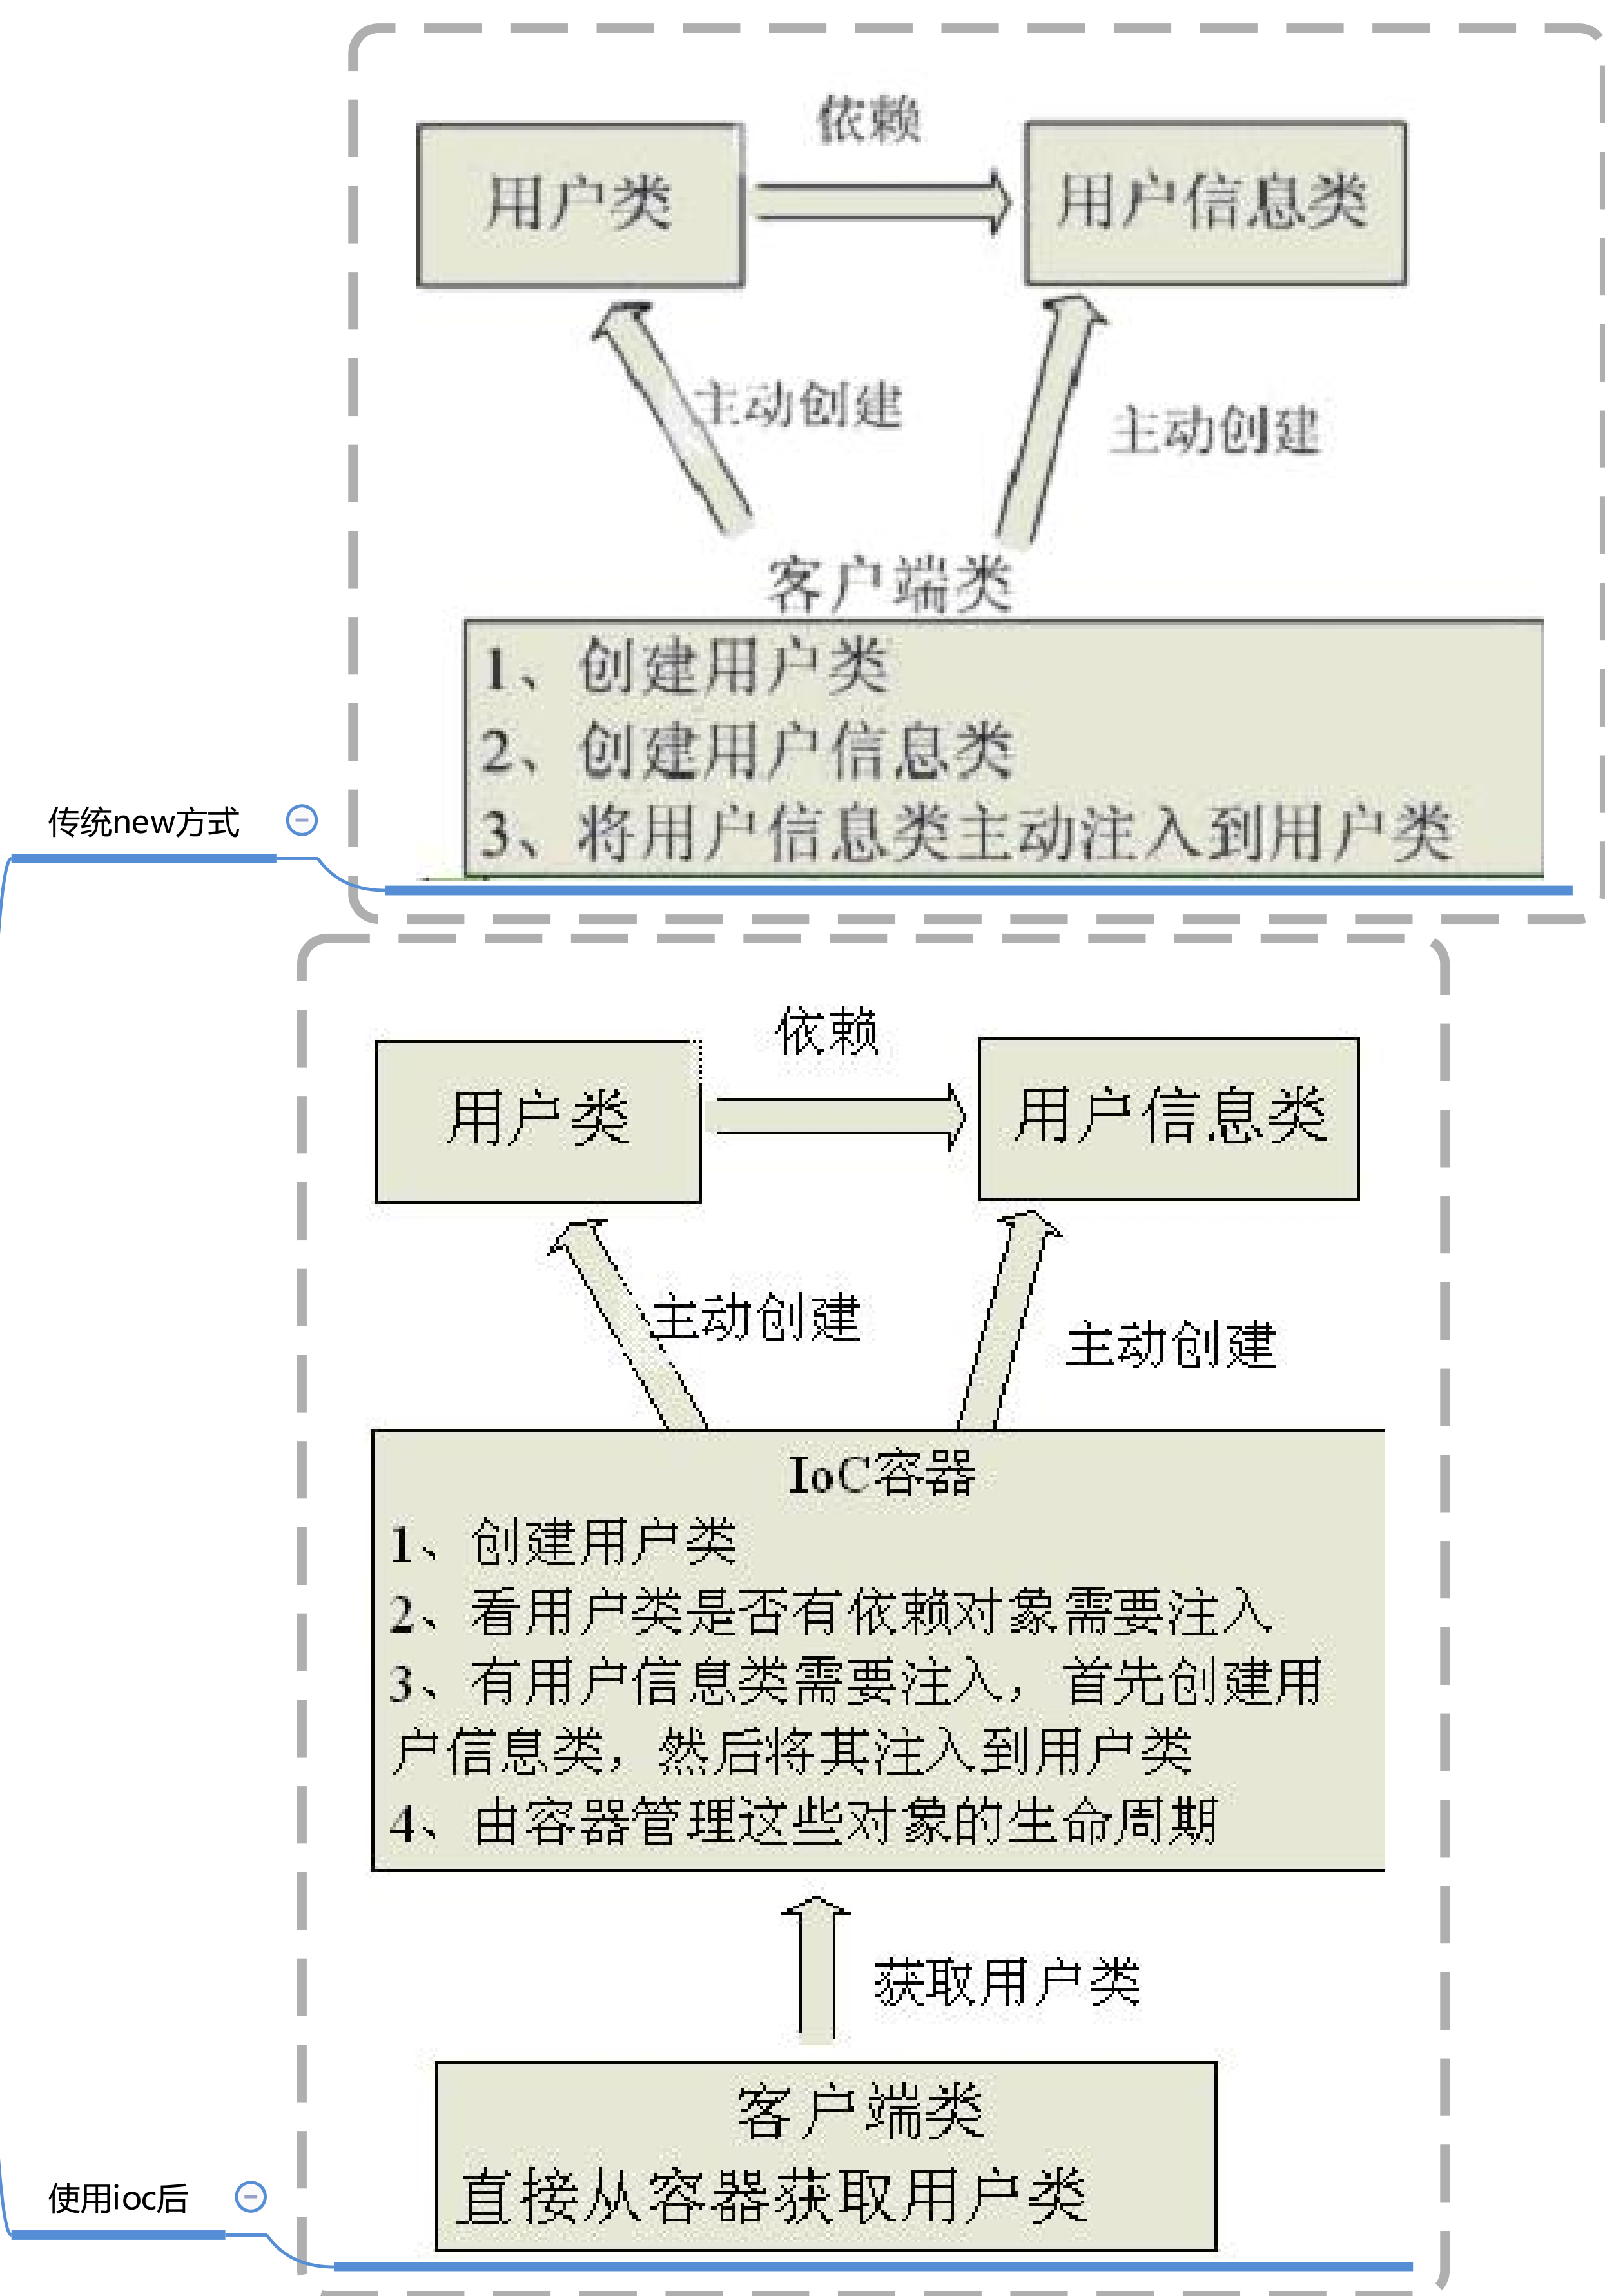 依赖
用户类
用户信息类
主动创建
主动创建
客户端类
1、创建用户类
2、创建用户信息类
3、将用户信息类主动注入到用户类
传统new方式
依赖
用户类
用户信息类
主动创建
主动创建
IoC容器
1、创建用户类
2、看用户类是否有依赖对象需要注入
3、有用户信息类需要注入，首先创建用
户信息类，然后将其注入到用户类
4、由容器管理这些对象的生命周期
获取用户类
客户端类
直接从容器获取用户类
使用ioc后